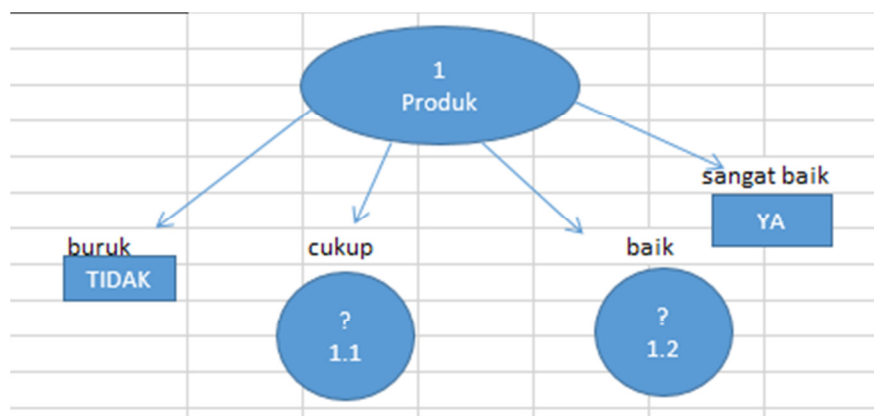 1
Produk
sangat baik
YA
buruk
TIDAK
cukup
?
1.1
baik
?
1.2